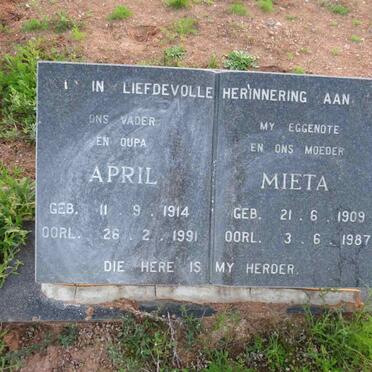 IN LIEFDEVOLLE HERINNERING AAN
ONS VADER
EN OUPA
APRIL
GEB. 11 . 9 . 1914
OORL. 26 . 2 . 1991
MY EGGENOTE
EN ONS MOEDER
MIETA
GEB. 21 . 6 . 1909
OORL. 3 . 6 . 1987
DIE HERE IS MY HERDER.